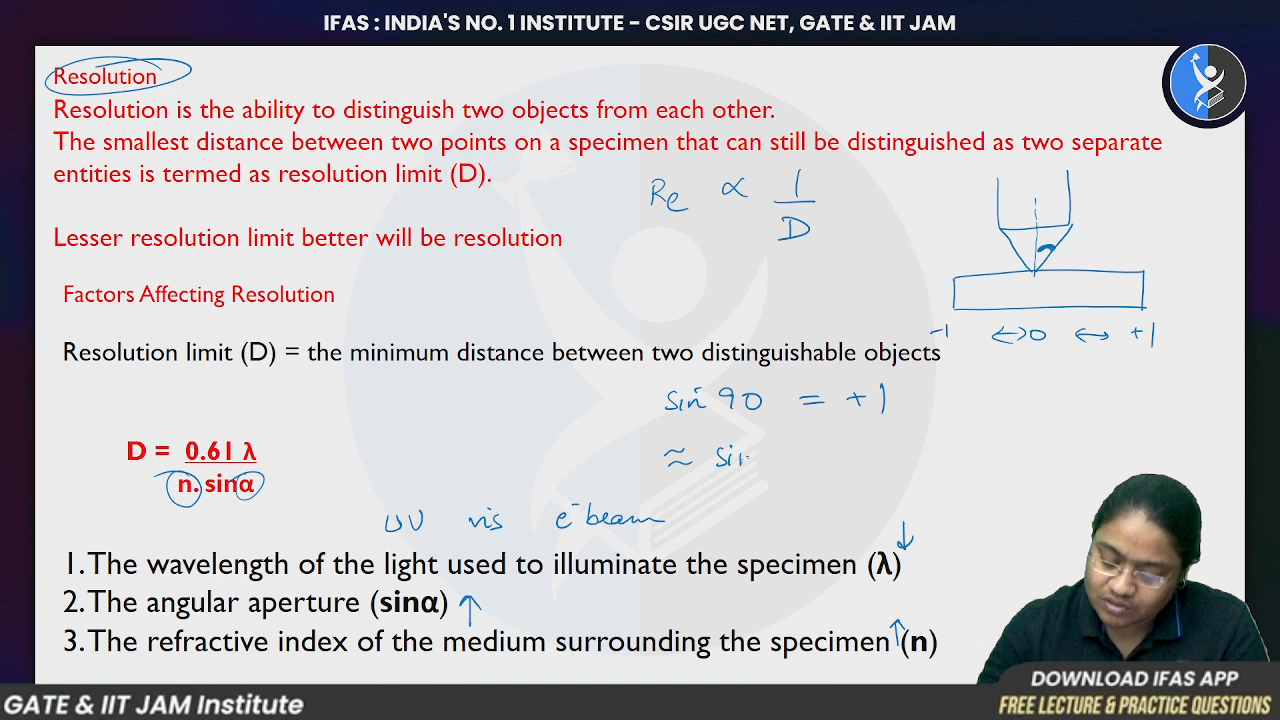 IFAS : INDIA'S NO. 1 INSTITUTE – CSIR UGC NET, GATE & IIT JAM
Resolution
Resolution is the ability to distinguish two objects from each other.
The smallest distance between two points on a specimen that can still be distinguished as two separate
entities is termed as resolution limit (D).
Re ∝ 1/D
Lesser resolution limit better will be resolution
Factors Affecting Resolution
-1 ↔ 0 ↔ +1
Resolution limit (D) = the minimum distance between two distinguishable objects
sin 90 = +1
D = 0.61 λ
n. sinα
≈ sin
UV vis e⁻ beam
1.The wavelength of the light used to illuminate the specimen (λ) ↓
2.The angular aperture (sinα) ↑
3.The refractive index of the medium surrounding the specimen ↑ (n)
DOWNLOAD IFAS APP
FREE LECTURE & PRACTICE QUESTIONS
GATE & IIT JAM Institute